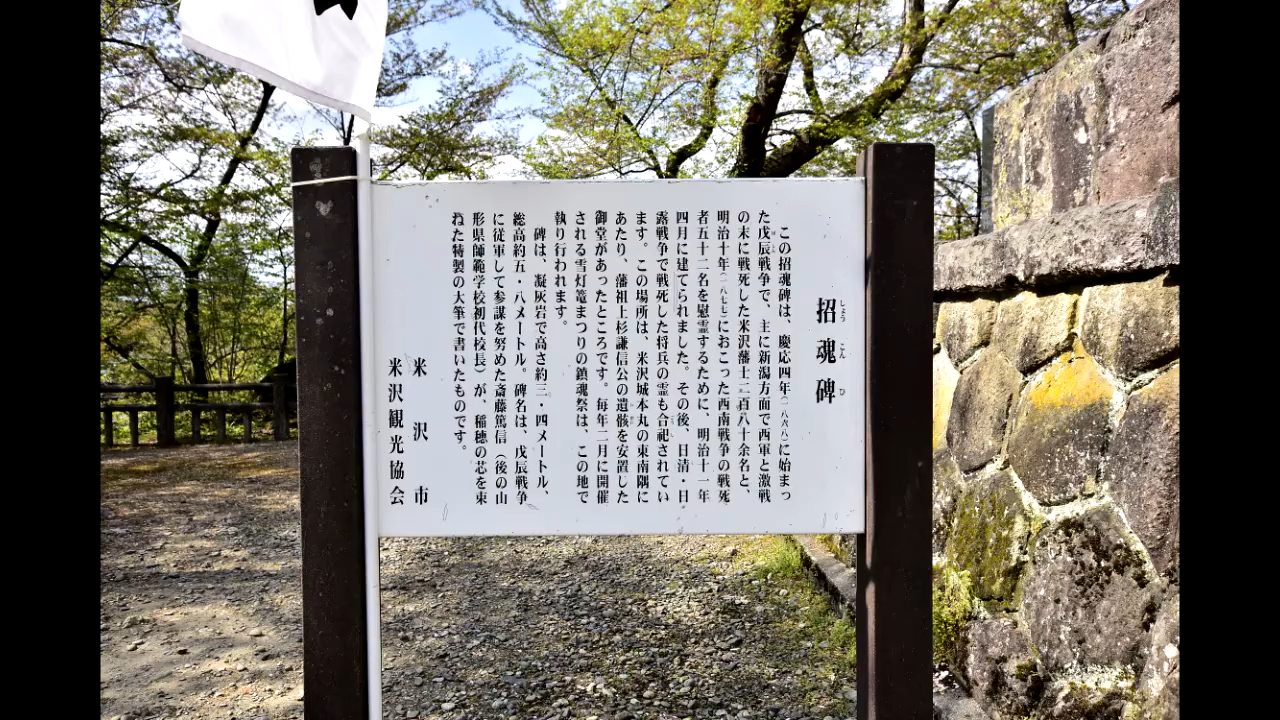 招魂碑
しょうこんひ
この招魂碑は、慶応四年(一八六八)に始まっ
た戊辰戦争で、主に新潟方面で西軍と激戦
の末に戦死した米沢藩士二百八十余名と、
明治十年(一八七七)におこった西南戦争の戦死
者五十二名を慰霊するために、明治十一年
四月に建てられました。その後、日清・日
露戦争で戦死した将兵の霊も合祀されてい
ます。この場所は、米沢城本丸の東南隅に
あたり、藩祖上杉謙信公の遺骸を安置した
御堂があったところです。毎年二月に開催
される雪灯篭まつりの鎮魂祭は、この地で
執り行われます。
碑は、凝灰岩で高さ約三・四メートル、
総高約五・八メートル。碑名は、戊辰戦争
に従軍して参謀を努めた斎藤篤信(後の山
形県師範学校初代校長)が、稲穂の芯を束
ねた特製の大筆で書いたものです。
米沢市
米沢観光協会